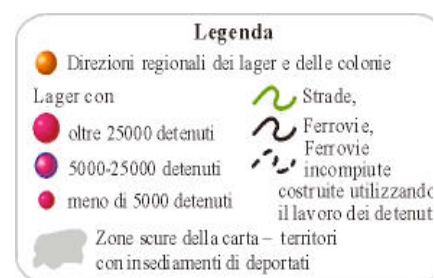 Legenda
Direzioni regionali dei lager e delle colonie
Lager con
oltre 25000 detenuti
5000-25000 detenuti
meno di 5000 detenuti
Strade,
Ferrovie,
Ferrovie
incompiute
costruite utilizzando
il lavoro dei detenut
Zone scure della carta – territori
con insediamenti di deportati